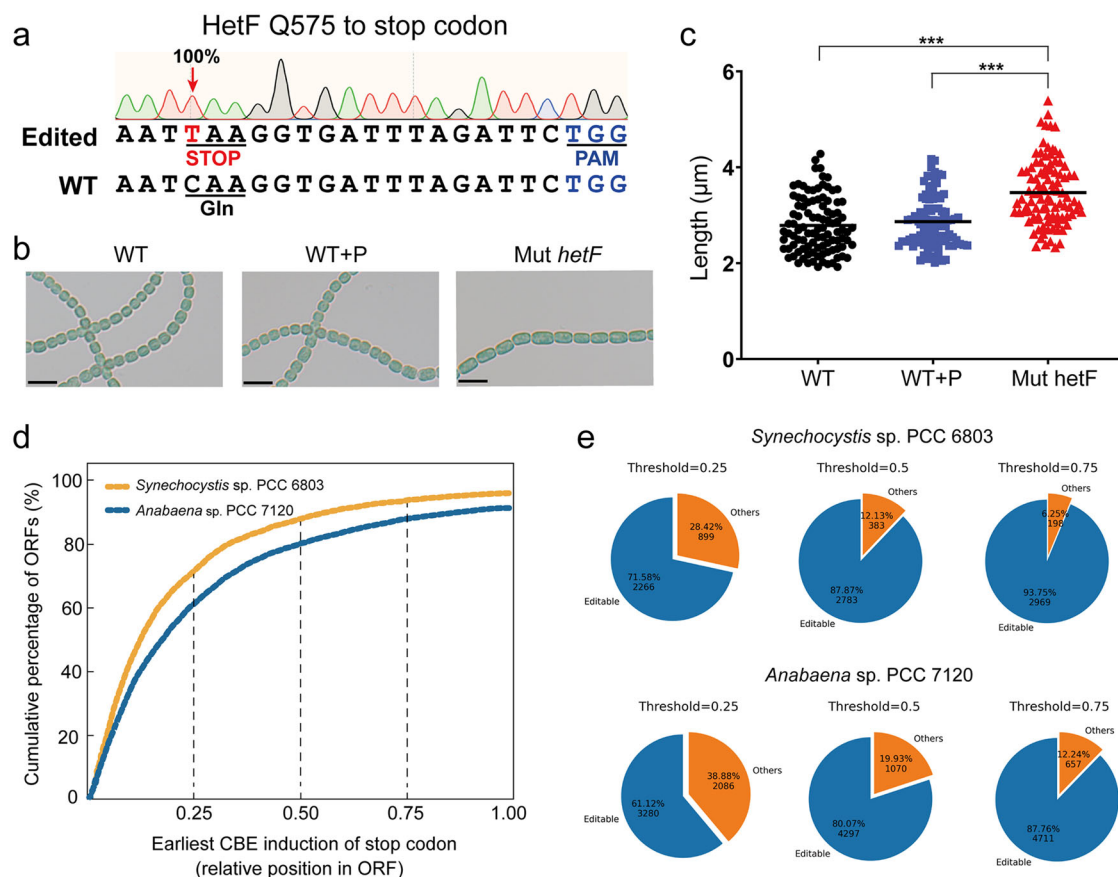 a
HetF Q575 to stop codon
100%
Edited AATTAAGGTGATTTAGATTCTGG
STOP PAM
WT AATCAAGGTGATTTAGATTCTGG
Gln
b
WT WT+P Mut hetF
c
***
***
6
4
2
0
Length (µm)
WT WT+P Mut hetF
d
100
80
60
40
20
0
Cumulative percentage of ORFs (%)
Synechocystis sp. PCC 6803
Anabaena sp. PCC 7120
0.25 0.50 0.75 1.00
Earliest CBE induction of stop codon
(relative position in ORF)
e
Synechocystis sp. PCC 6803
Threshold=0.25 Threshold=0.5 Threshold=0.75
Others
28.42%
899
71.58%
2266
Editable
Others
12.13%
383
87.87%
2783
Editable
Others
6.25%
198
93.75%
2969
Editable
Anabaena sp. PCC 7120
Threshold=0.25 Threshold=0.5 Threshold=0.75
Others
38.88%
2086
61.12%
3280
Editable
Others
19.93%
1070
80.07%
4297
Editable
Others
12.24%
657
87.76%
4711
Editable